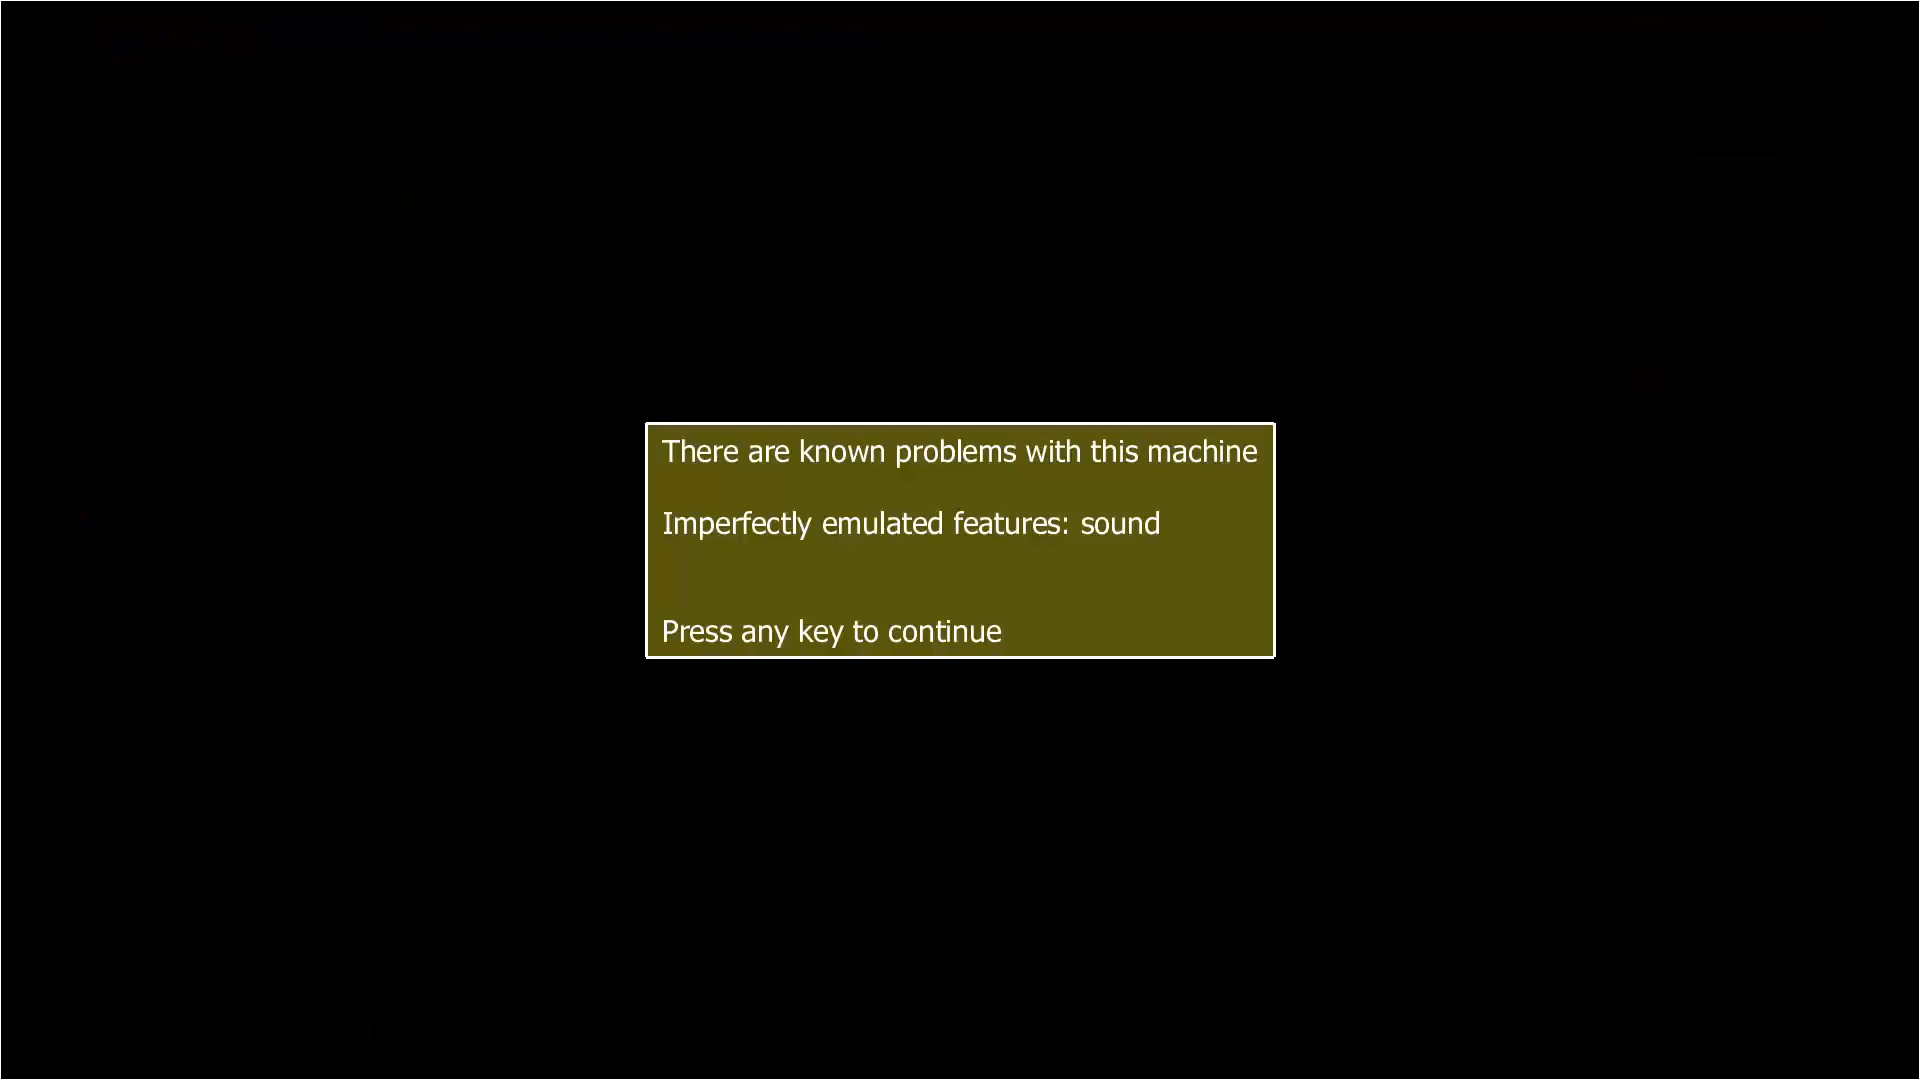 There are known problems with this machine
Imperfectly emulated features: sound
Press any key to continue